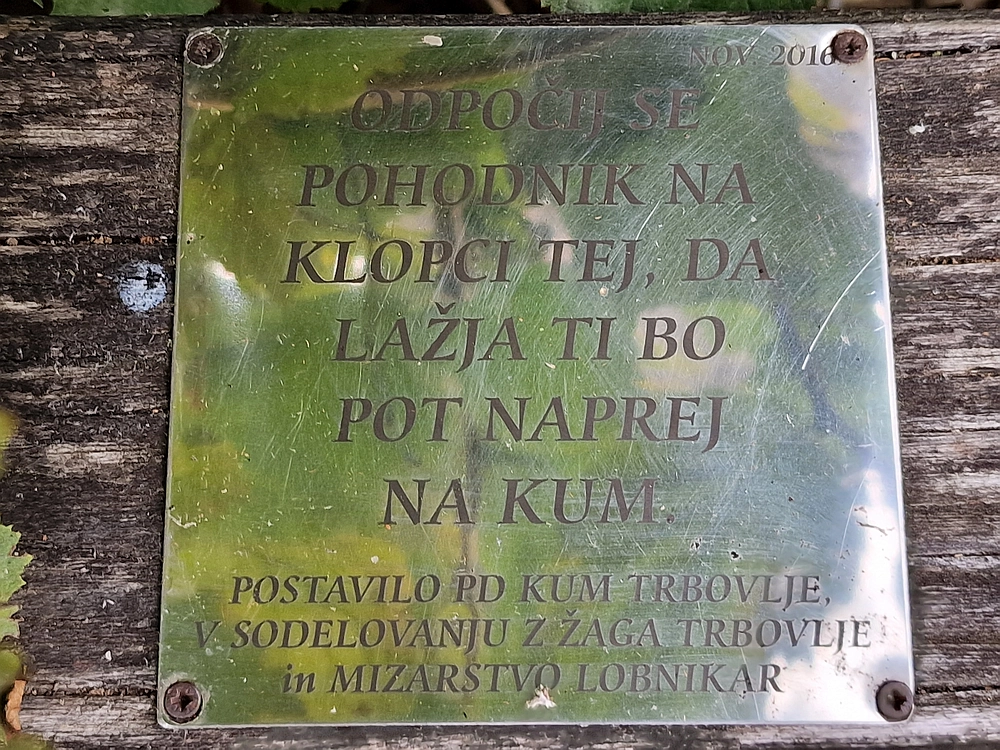 NOV. 2016
ODPOČIJ SE
POHODNIK NA
KLOPCI TEJ, DA
LAŽJA TI BO
POT NAPREJ
NA KUM.
POSTAVILO PD KUM TRBOVLJE,
V SODELOVANJU Z ŽAGA TRBOVLJE
in MIZARSTVO LOBNIKAR